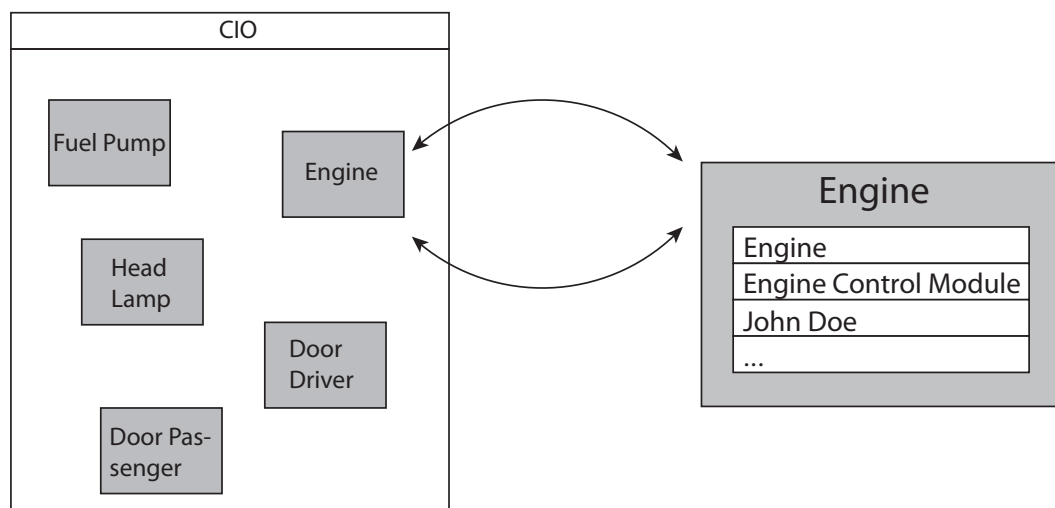 CIO
Fuel Pump
Engine
Head
Lamp
Door
Driver
Door Pas-
senger
Engine
Engine
Engine Control Module
John Doe
...